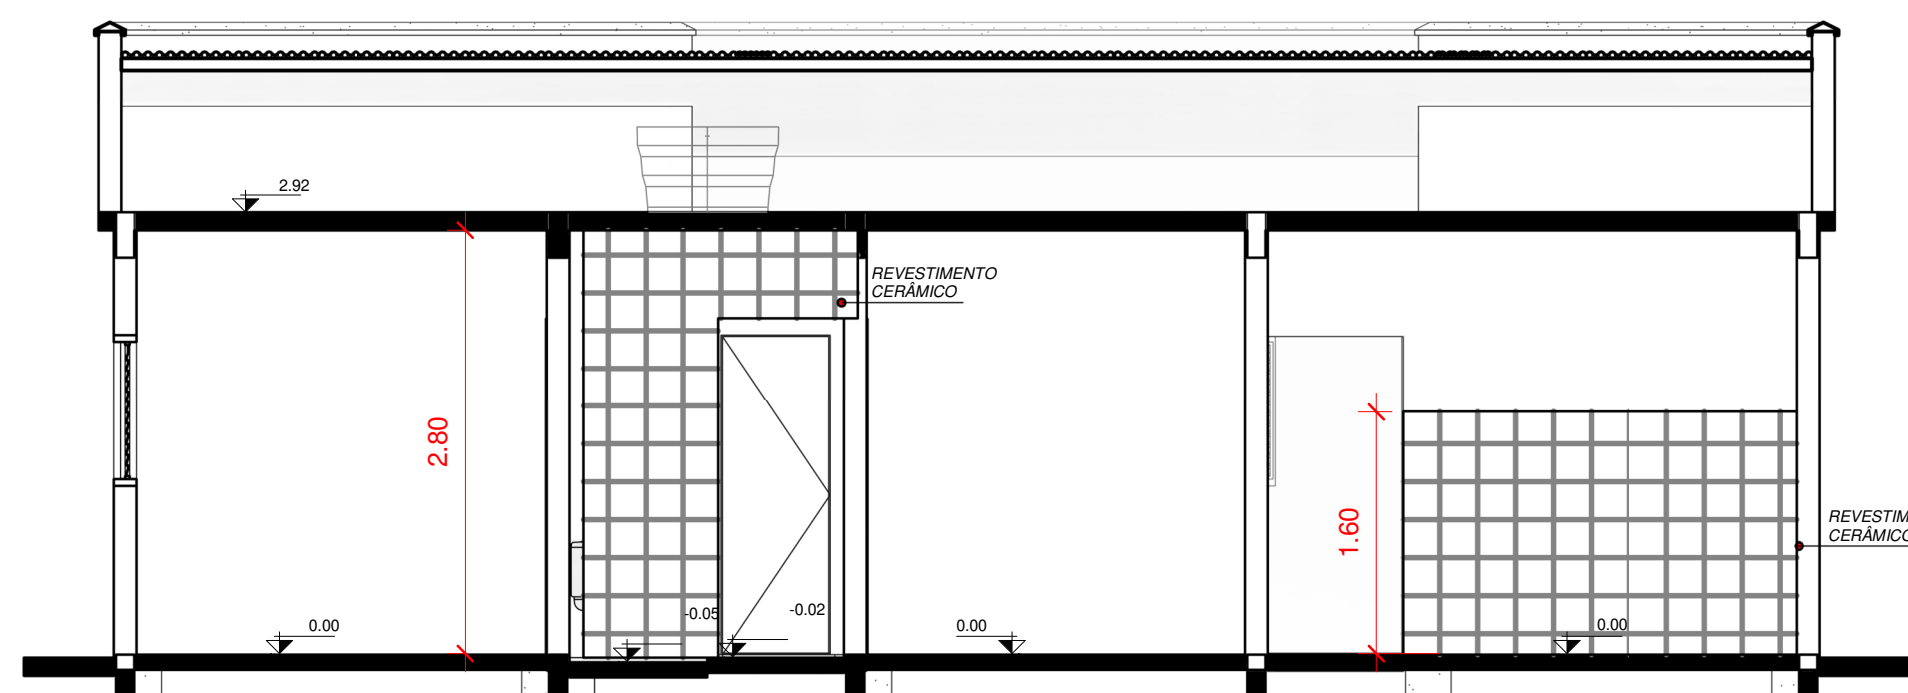 2.92
REVESTIMENTO
CERÂMICO
2.80
1.60
REVESTIM
CERÂMICO
-0.05
-0.02
0.00
0.00
0.00